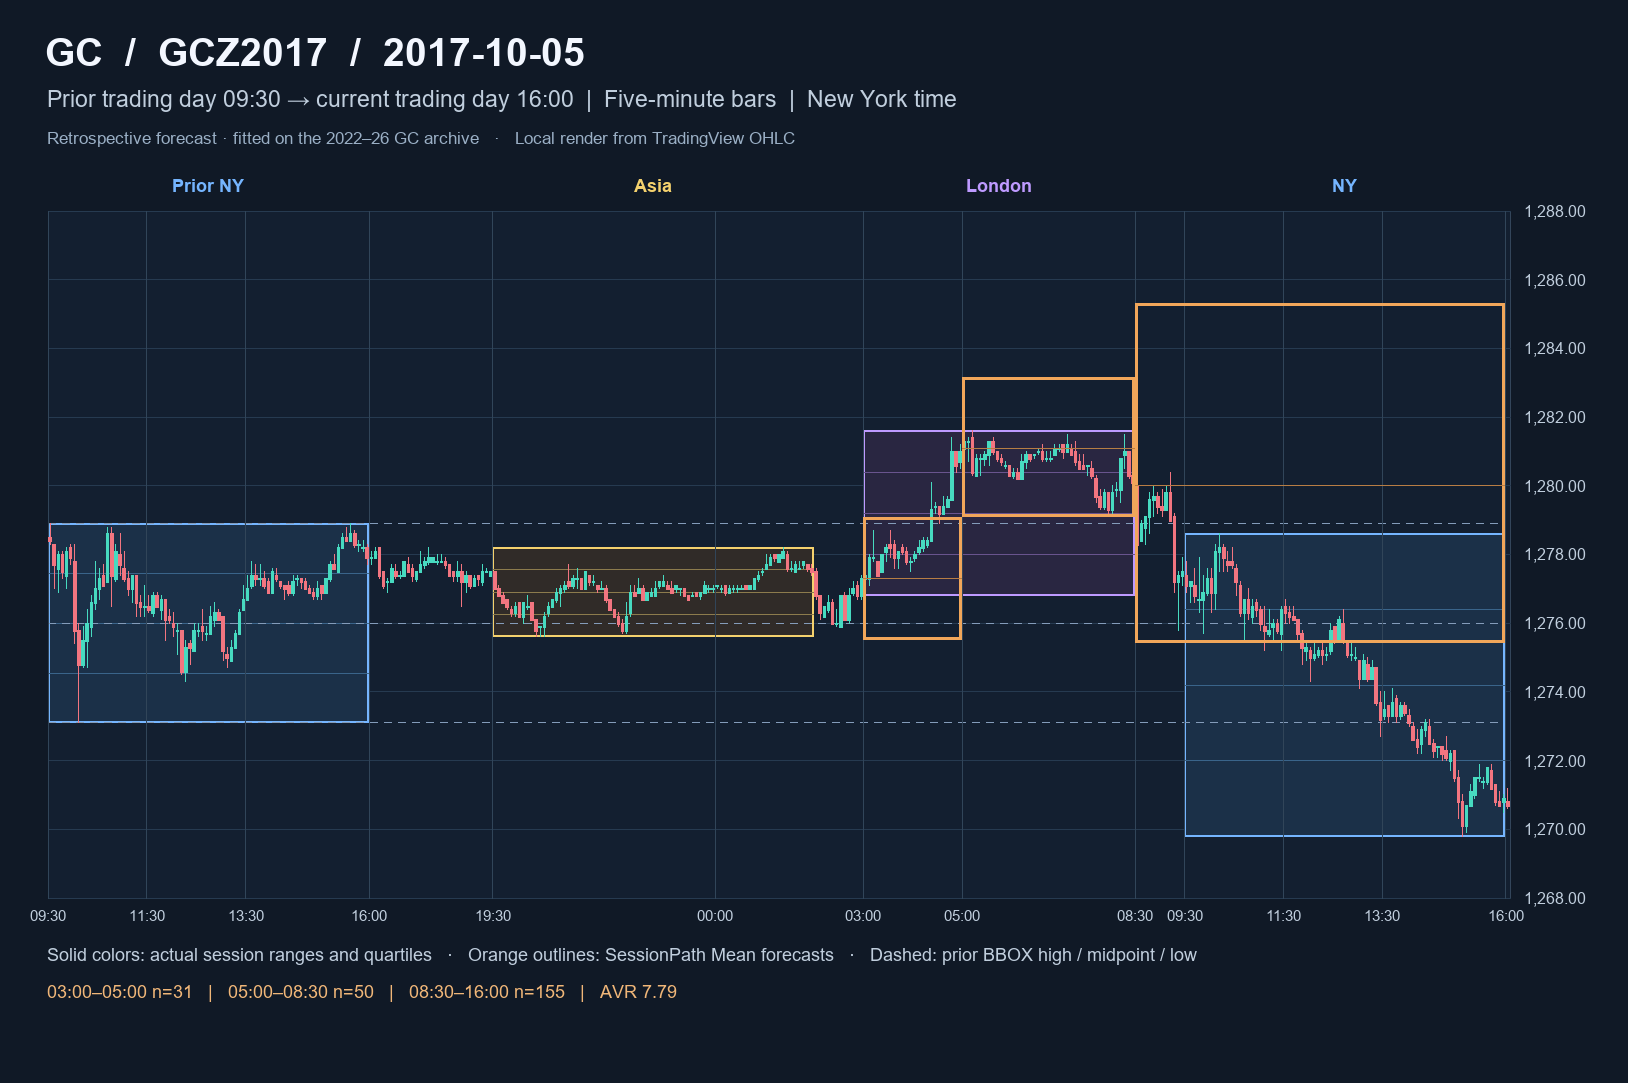 GC / GCZ2017 / 2017-10-05
Prior trading day 09:30 → current trading day 16:00 | Five-minute bars | New York time
Retrospective forecast · fitted on the 2022–26 GC archive · Local render from TradingView OHLC
Prior NY Asia London NY
1,288.00
1,286.00
1,284.00
1,282.00
1,280.00
1,278.00
1,276.00
1,274.00
1,272.00
1,270.00
1,268.00
09:30 11:30 13:30 16:00 19:30 00:00 03:00 05:00 08:30 09:30 11:30 13:30 16:00
Solid colors: actual session ranges and quartiles · Orange outlines: SessionPath Mean forecasts · Dashed: prior BBOX high / midpoint / low
03:00–05:00 n=31 | 05:00–08:30 n=50 | 08:30–16:00 n=155 | AVR 7.79